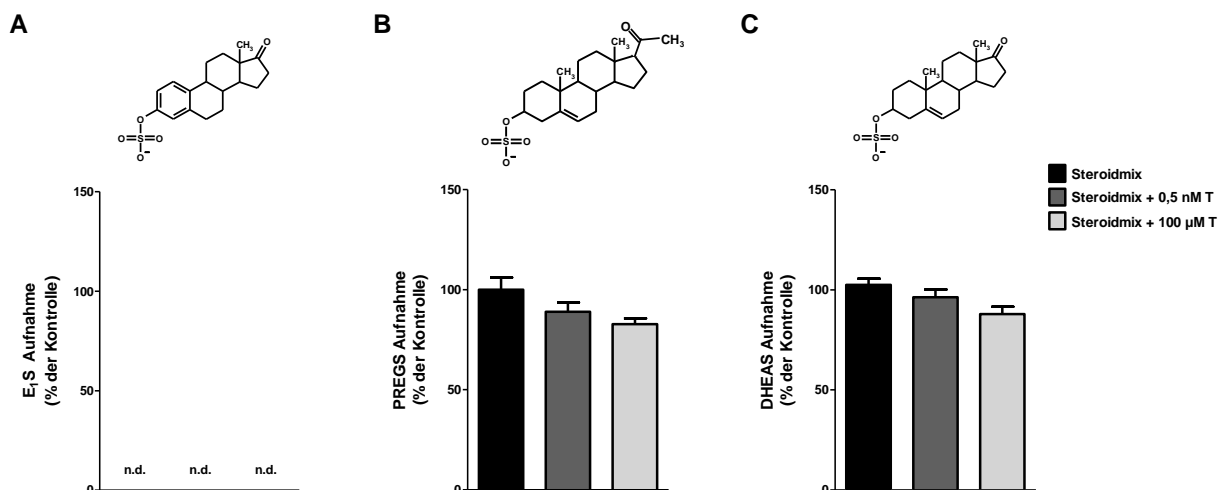 A
CH₃
O
O
O
S
O
O⁻
150
100
50
0
E₁S Aufnahme
(% der Kontrolle)
n.d. n.d. n.d.
B
O
CH₃
CH₃
CH₃
O
O
S
O
O⁻
150
100
50
0
PREGS Aufnahme
(% der Kontrolle)
C
CH₃
O
CH₃
O
O
S
O
O⁻
150
100
50
0
DHEAS Aufnahme
(% der Kontrolle)
Steroidmix
Steroidmix + 0,5 nM T
Steroidmix + 100 µM T